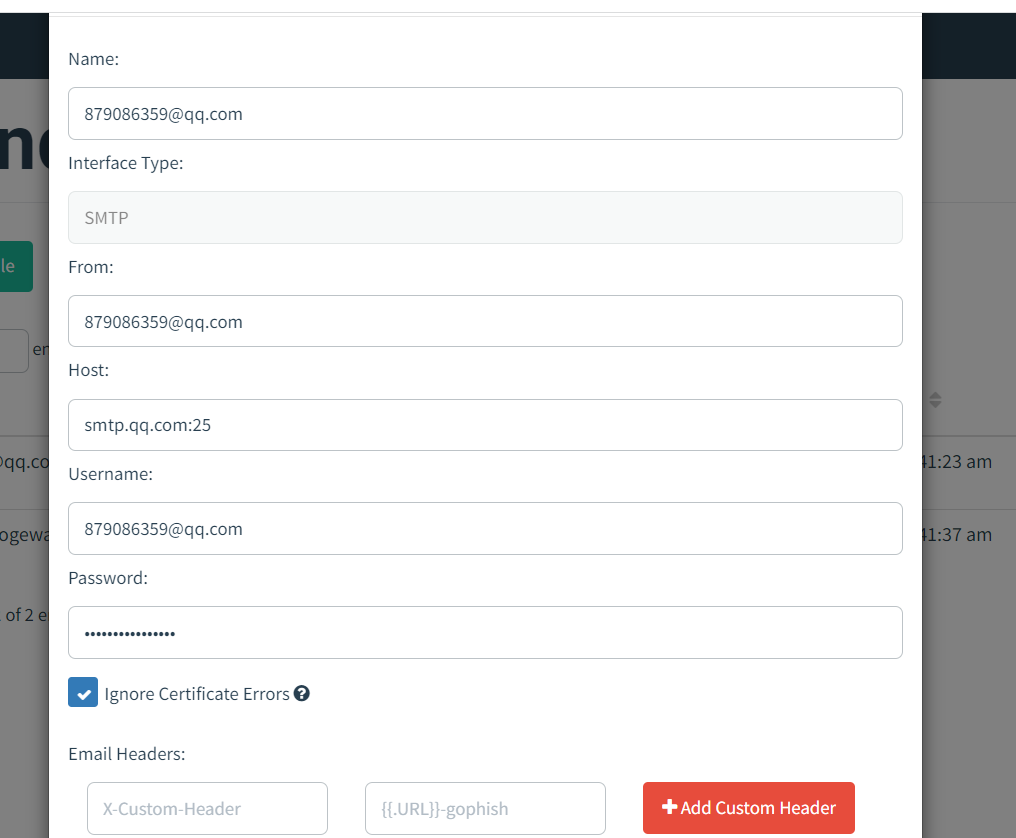 Name:
879086359@qq.com
Interface Type:
SMTP
From:
879086359@qq.com
Host:
smtp.qq.com:25
Username:
879086359@qq.com
Password:
••••••••••••••••
Ignore Certificate Errors
Email Headers:
X-Custom-Header {{.URL}}-gophish Add Custom Header
le
@qq.co 41:23 am
ogewa 41:37 am
of 2 e